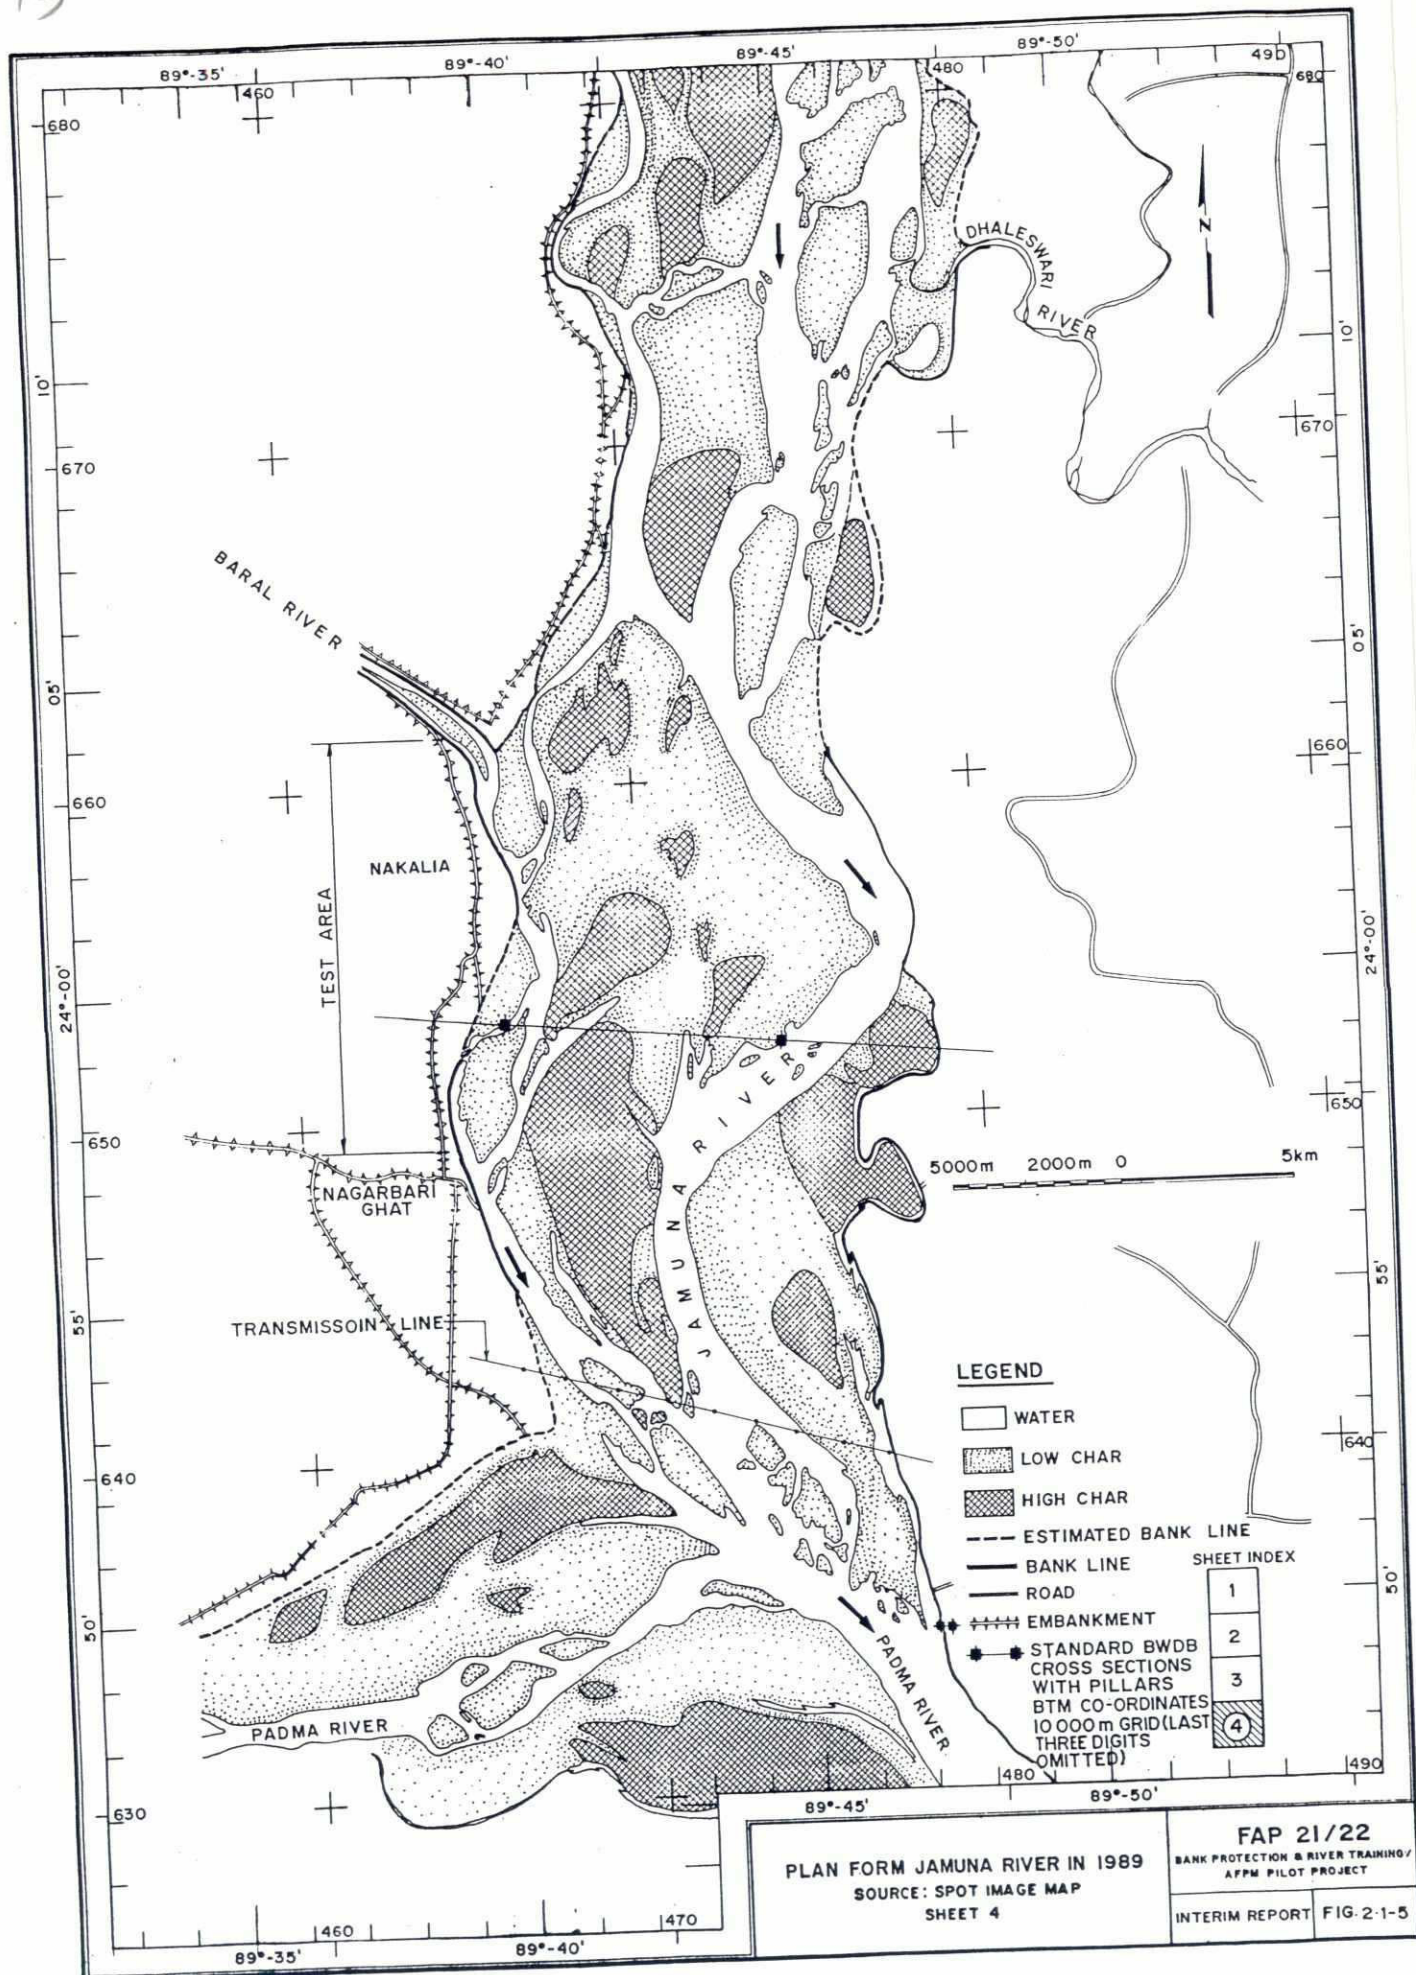 89°-35'
89°-40'
89°-45'
89°-50'
460
480
490
680
680
N
DHALESWARI
RIVER
10'
10'
670
670
BARAL RIVER
05'
05'
660
660
NAKALIA
TEST AREA
24°-00'
24°-00'
JAMUNA RIVER
650
650
NAGARBARI
GHAT
5000m 2000m 0 5km
55'
55'
TRANSMISSOIN LINE
LEGEND
WATER
LOW CHAR
HIGH CHAR
ESTIMATED BANK LINE
BANK LINE
ROAD
EMBANKMENT
STANDARD BWDB
CROSS SECTIONS
WITH PILLARS
BTM CO-ORDINATES
10 000 m GRID (LAST
THREE DIGITS
OMITTED)
SHEET INDEX
1
2
3
4
640
640
50'
50'
PADMA RIVER
PADMA RIVER
630
480
490
89°-45'
89°-50'
460
470
89°-35'
89°-40'
PLAN FORM JAMUNA RIVER IN 1989
SOURCE: SPOT IMAGE MAP
SHEET 4
FAP 21/22
BANK PROTECTION & RIVER TRAINING/
AFPM PILOT PROJECT
INTERIM REPORT
FIG. 2·1-5